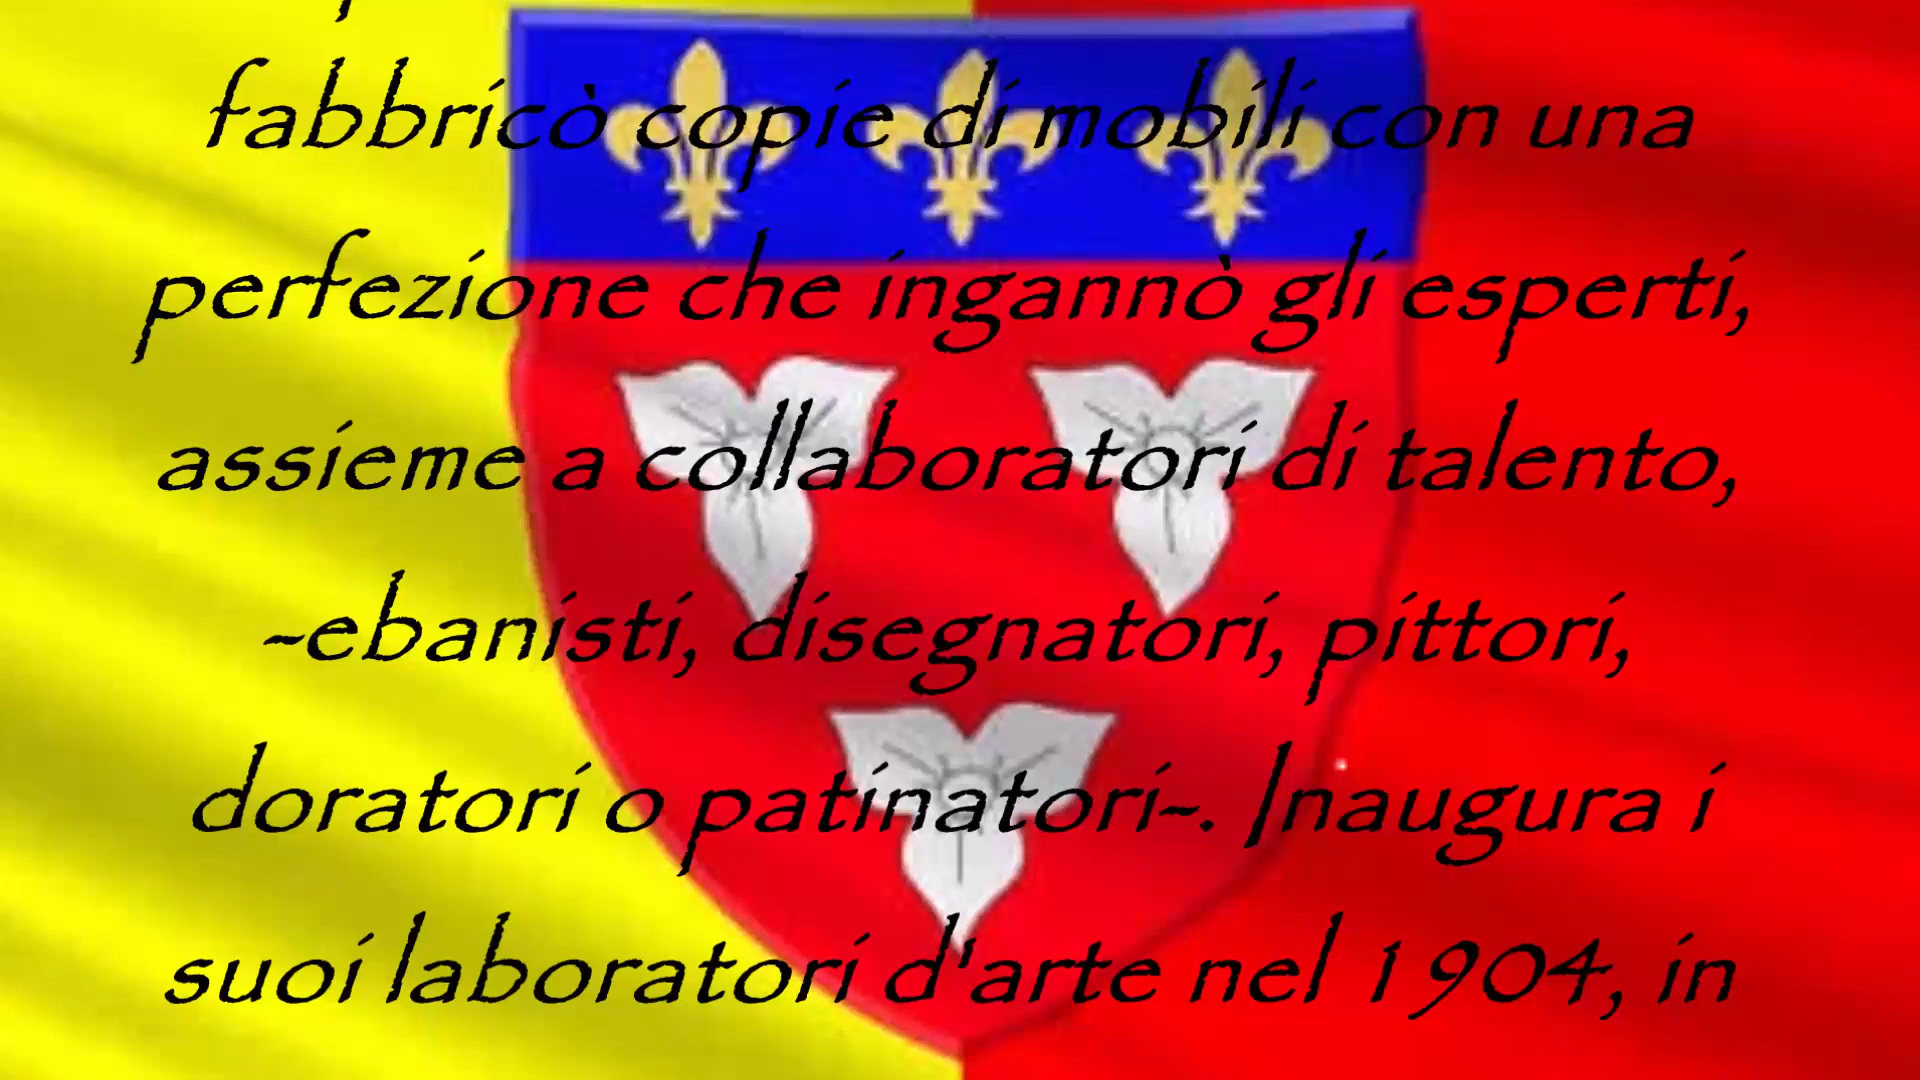 fabbricò copie di mobili con una
perfezione che ingannò gli esperti,
assieme a collaboratori di talento,
-ebanisti, disegnatori, pittori,
doratori o patinatori-. Inaugura i
suoi laboratori d'arte nel 1904, in